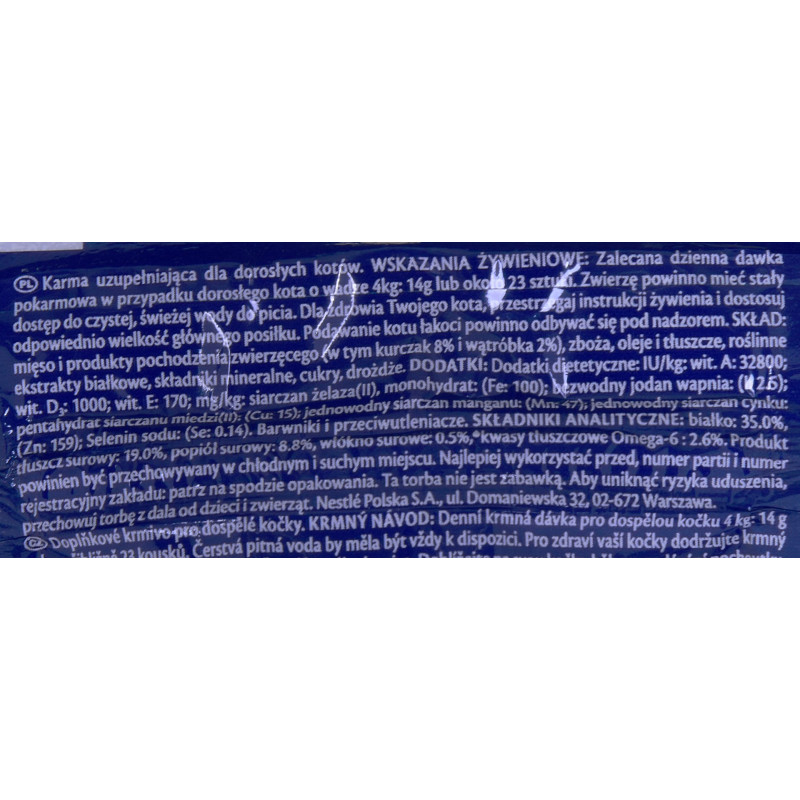 PL Karma uzupełniająca dla dorosłych kotów. WSKAZANIA ŻYWIENIOWE: Zalecana dzienna dawka
pokarmowa w przypadku dorosłego kota o wadze 4kg: 14g lub około 23 sztuk. Zwierzę powinno mieć stały
dostęp do czystej, świeżej wody do picia. Dla zdrowia Twojego kota, przestrzegaj instrukcji żywienia i dostosuj
odpowiednio wielkość głównego posiłku. Podawanie kotu łakoci powinno odbywać się pod nadzorem. SKŁAD:
mięso i produkty pochodzenia zwierzęcego (w tym kurczak 8% i wątróbka 2%), zboża, oleje i tłuszcze, roślinne
ekstrakty białkowe, składniki mineralne, cukry, drożdże. DODATKI: Dodatki dietetyczne: IU/kg: wit. A: 32800;
wit. D₃: 1000; wit. E: 170; mg/kg: siarczan żelaza(II), monohydrat: (Fe: 100); bezwodny jodan wapnia: (I: 2.5);
pentahydrat siarczanu miedzi(II): (Cu: 15); jednowodny siarczan manganu: (Mn: 47); jednowodny siarczan cynku:
(Zn: 159); Selenin sodu: (Se: 0.14). Barwniki i przeciwutleniacze. SKŁADNIKI ANALITYCZNE: białko: 35.0%,
tłuszcz surowy: 19.0%, popiół surowy: 8.8%, włókno surowe: 0.5%, kwasy tłuszczowe Omega-6 : 2.6%. Produkt
powinien być przechowywany w chłodnym i suchym miejscu. Najlepiej wykorzystać przed, numer partii i numer
rejestracyjny zakładu: patrz na spodzie opakowania. Ta torba nie jest zabawką. Aby uniknąć ryzyka uduszenia,
przechowuj torbę z dala od dzieci i zwierząt. Nestlé Polska S.A., ul. Domaniewska 32, 02-672 Warszawa.
CZ Doplňkové krmivo pro dospělé kočky. KRMNÝ NÁVOD: Denní krmná dávka pro dospělou kočku 4 kg: 14 g
23 kousků. Čerstvá pitná voda by měla být vždy k dispozici. Pro zdraví vaší kočky dodržujte krmný